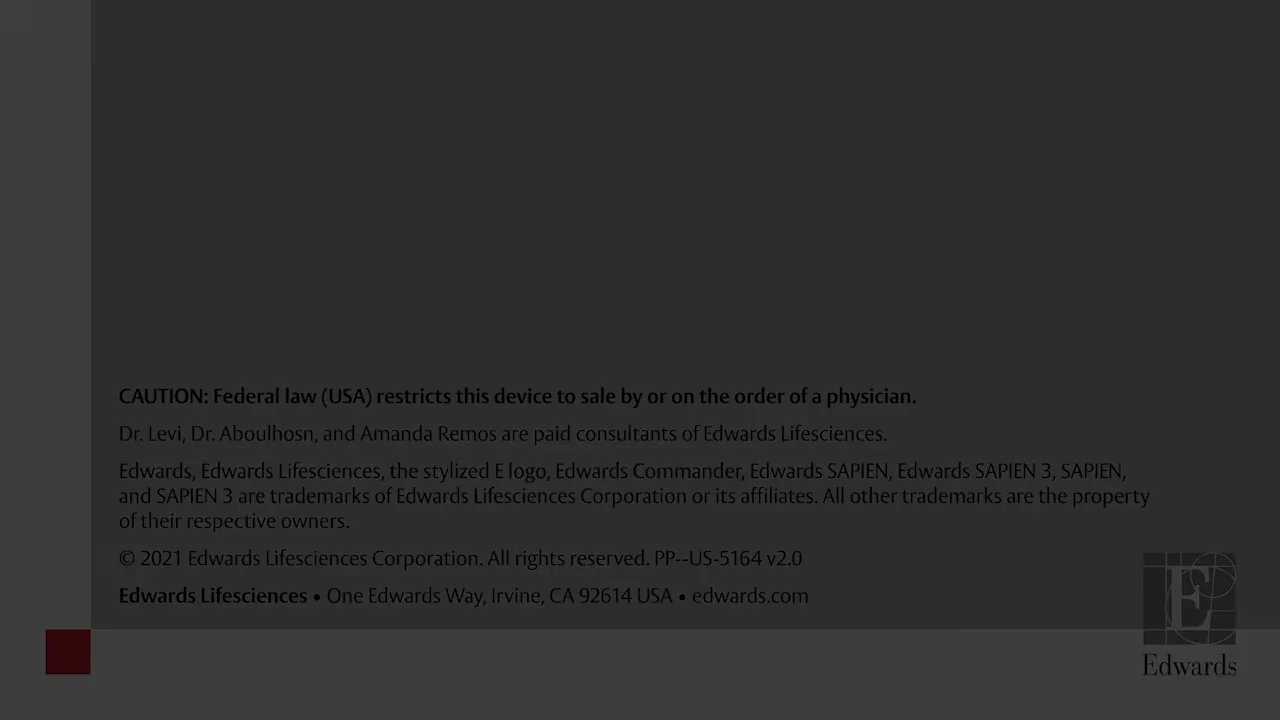 CAUTION: Federal law (USA) restricts this device to sale by or on the order of a physician.
Dr. Levi, Dr. Aboulhosn, and Amanda Remos are paid consultants of Edwards Lifesciences.
Edwards, Edwards Lifesciences, the stylized E logo, Edwards Commander, Edwards SAPIEN, Edwards SAPIEN 3, SAPIEN,
and SAPIEN 3 are trademarks of Edwards Lifesciences Corporation or its affiliates. All other trademarks are the property
of their respective owners.
© 2021 Edwards Lifesciences Corporation. All rights reserved. PP--US-5164 v2.0
Edwards Lifesciences • One Edwards Way, Irvine, CA 92614 USA • edwards.com
E
Edwards